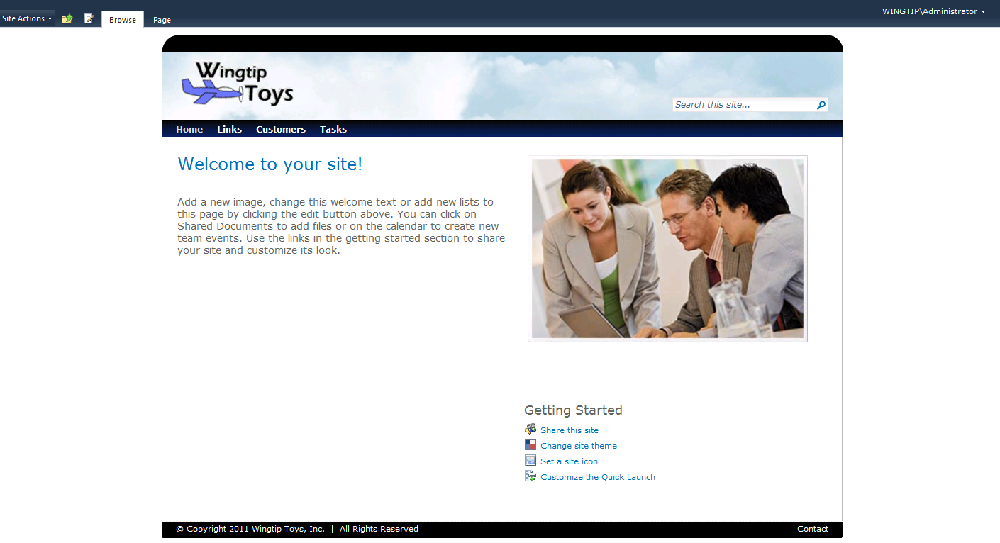 Site Actions
Browse
Page
WINGTIP\Administrator
Wingtip
Toys
Search this site...
Home Links Customers Tasks
Welcome to your site!
Add a new image, change this welcome text or add new lists to
this page by clicking the edit button above. You can click on
Shared Documents to add files or on the calendar to create new
team events. Use the links in the getting started section to share
your site and customize its look.
Getting Started
Share this site
Change site theme
Set a site icon
Customize the Quick Launch
© Copyright 2011 Wingtip Toys, Inc. | All Rights Reserved
Contact